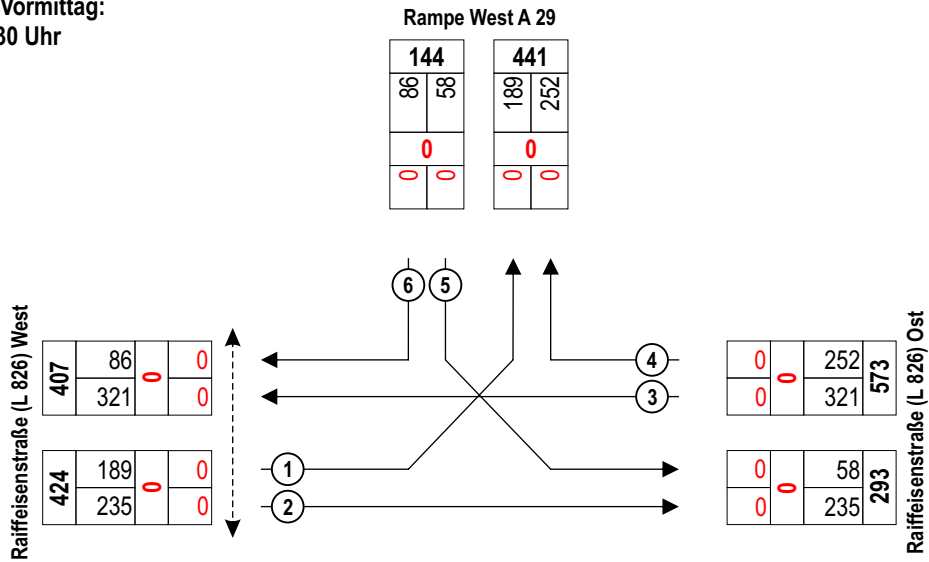 Vormittag:
30 Uhr
Rampe West A 29
144 441
86 58 189 252
0 0
0 0 0 0
6 5
Raiffeisenstraße (L 826) West
407 86 0 0
321 0
4
3
0 0 252 573
0 321
Raiffeisenstraße (L 826) Ost
424 189 0 0
235 0
1
2
0 0 58 293
0 235